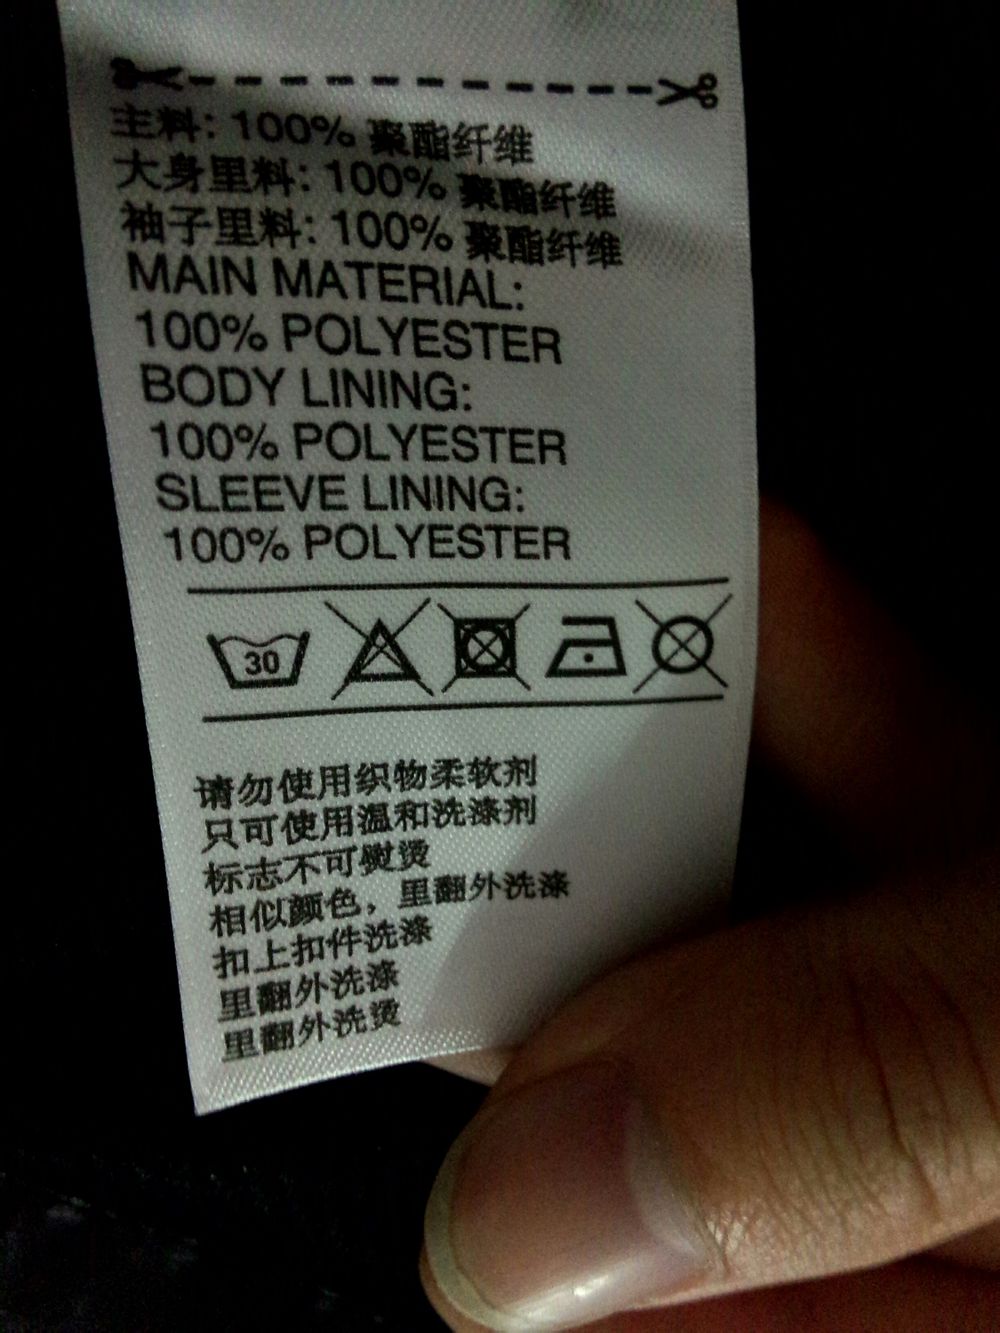 主料: 100% 聚酯纤维
大身里料: 100% 聚酯纤维
袖子里料: 100% 聚酯纤维
MAIN MATERIAL:
100% POLYESTER
BODY LINING:
100% POLYESTER
SLEEVE LINING:
100% POLYESTER
30
请勿使用织物柔软剂
只可使用温和洗涤剂
标志不可熨烫
相似颜色，里翻外洗涤
扣上扣件洗涤
里翻外洗涤
里翻外洗烫